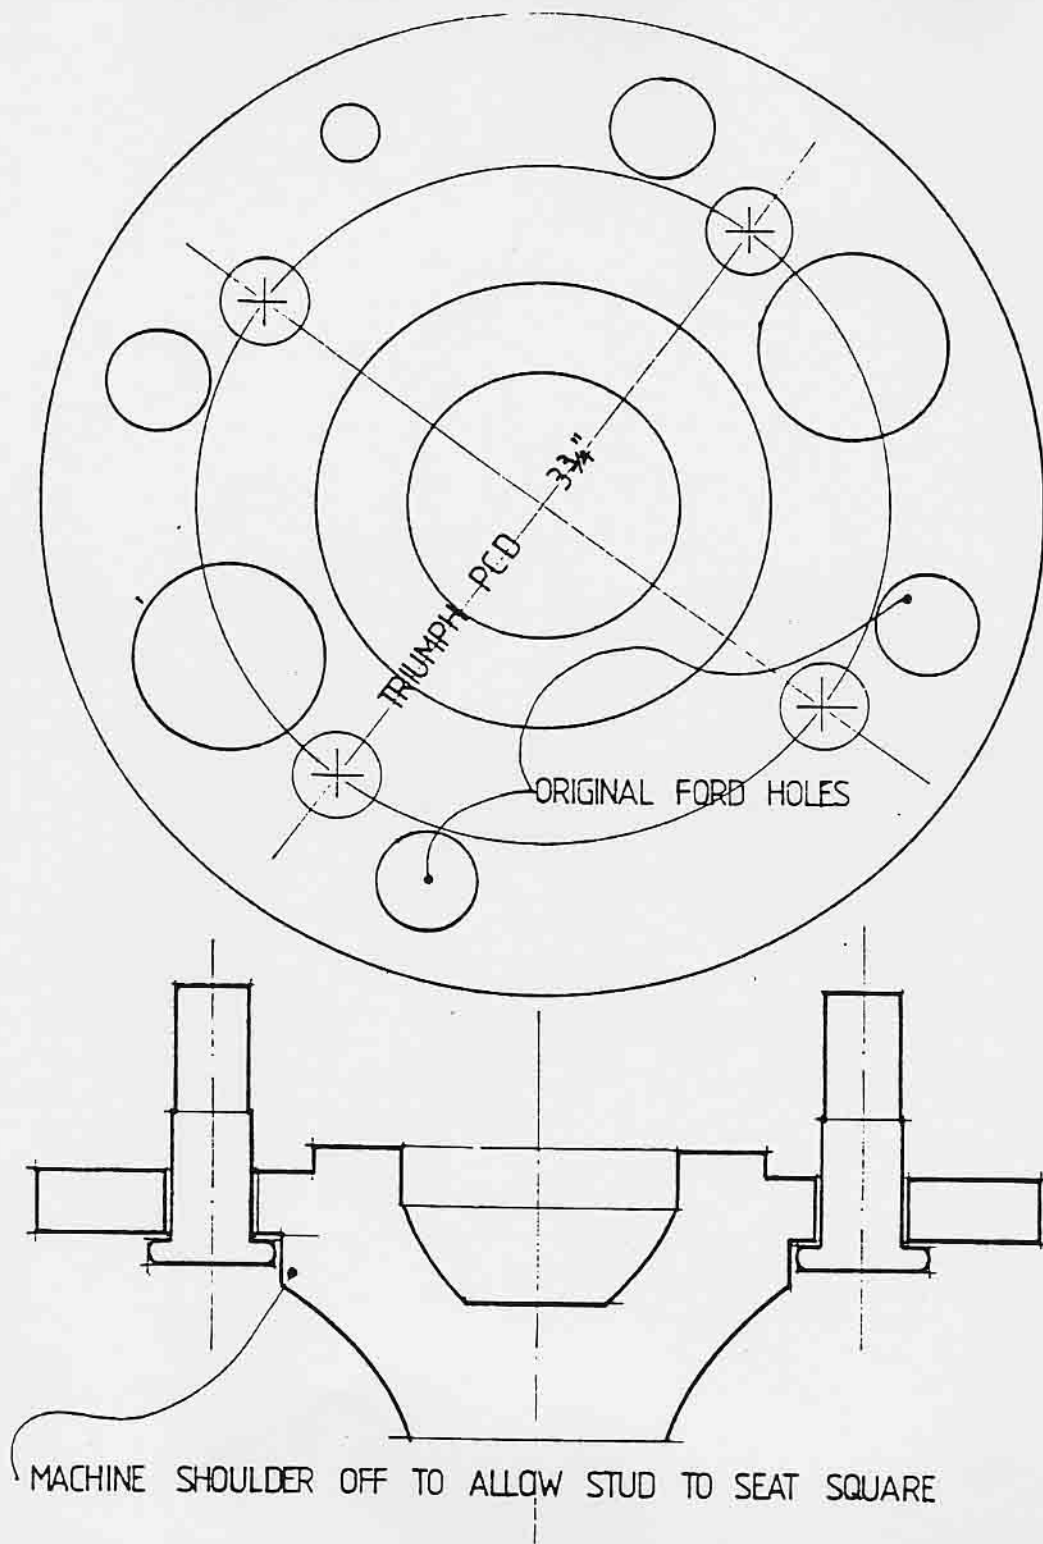 3¾"
TRIUMPH PCD
ORIGINAL FORD HOLES
MACHINE SHOULDER OFF TO ALLOW STUD TO SEAT SQUARE